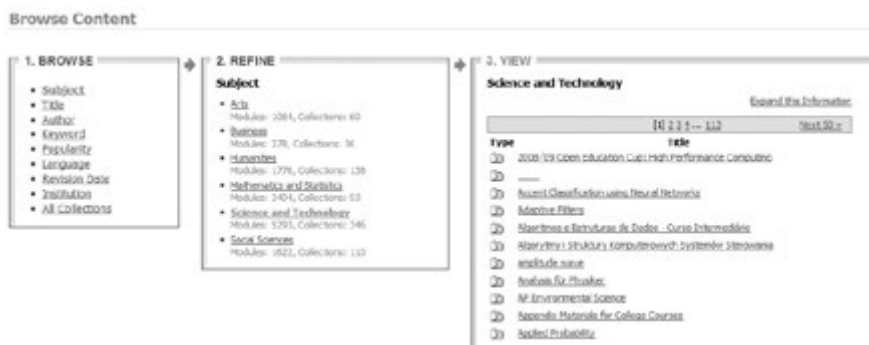 Browse Content
1. BROWSE
Subject
Title
Author
Keyword
Popularity
Language
Revision Date
Institution
All Collections
2. REFINE
Subject
Arts
Modules: 1084, Collections: 60
Business
Modules: 378, Collections: 36
Humanities
Modules: 1776, Collections: 138
Mathematics and Statistics
Modules: 3404, Collections: 93
Science and Technology
Modules: 5293, Collections: 346
Social Sciences
Modules: 1622, Collections: 113
3. VIEW
Science and Technology
Expand this Information
[1] 2 3 4 ... 112 Next 50 »
Type Title
2008/09 Open Education Cup: High Performance Computing
Accent Classification using Neural Networks
Adaptive Filters
Algoritmos e Estruturas de Dados - Curso Intermediário
Algorytmy i Struktury Komputerowych Systemów Sterowania
amplitude wave
Analysis für Physiker
AP Environmental Science
Appendix Materials for College Courses
Applied Probability